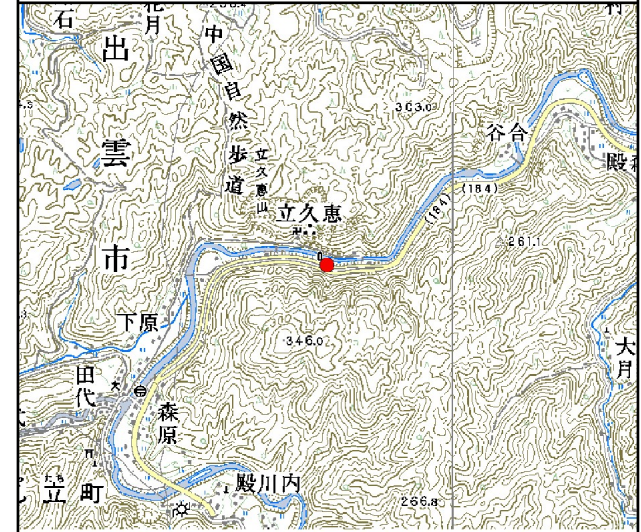 石
花月
中国自然歩道
村
出雲市
363.0
谷合
殿
立久恵山
立久恵
(184)
(184)
261.1
下原
346.0
大月
田代
森原
立町
殿川内
266.8